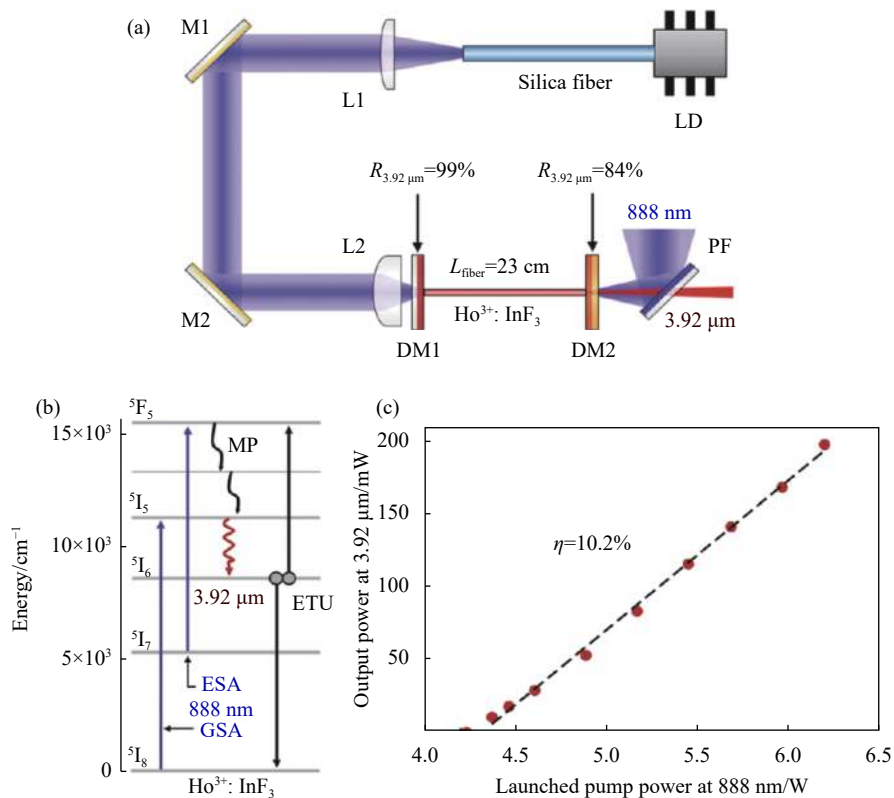 (a)
M1
L1
Silica fiber
LD
R3.92 μm=99%
R3.92 μm=84%
888 nm
PF
L2
Lfiber=23 cm
M2
Ho3+: InF3
3.92 μm
DM1
DM2
(b)
5F5
15×10³
MP
5I5
10×10³
5I6
3.92 μm
ETU
5I7
5×10³
ESA
888 nm
GSA
5I8
0
Energy/cm⁻¹
Ho3+: InF3
(c)
200
150
100
50
η=10.2%
Output power at 3.92 μm/mW
4.0 4.5 5.0 5.5 6.0 6.5
Launched pump power at 888 nm/W